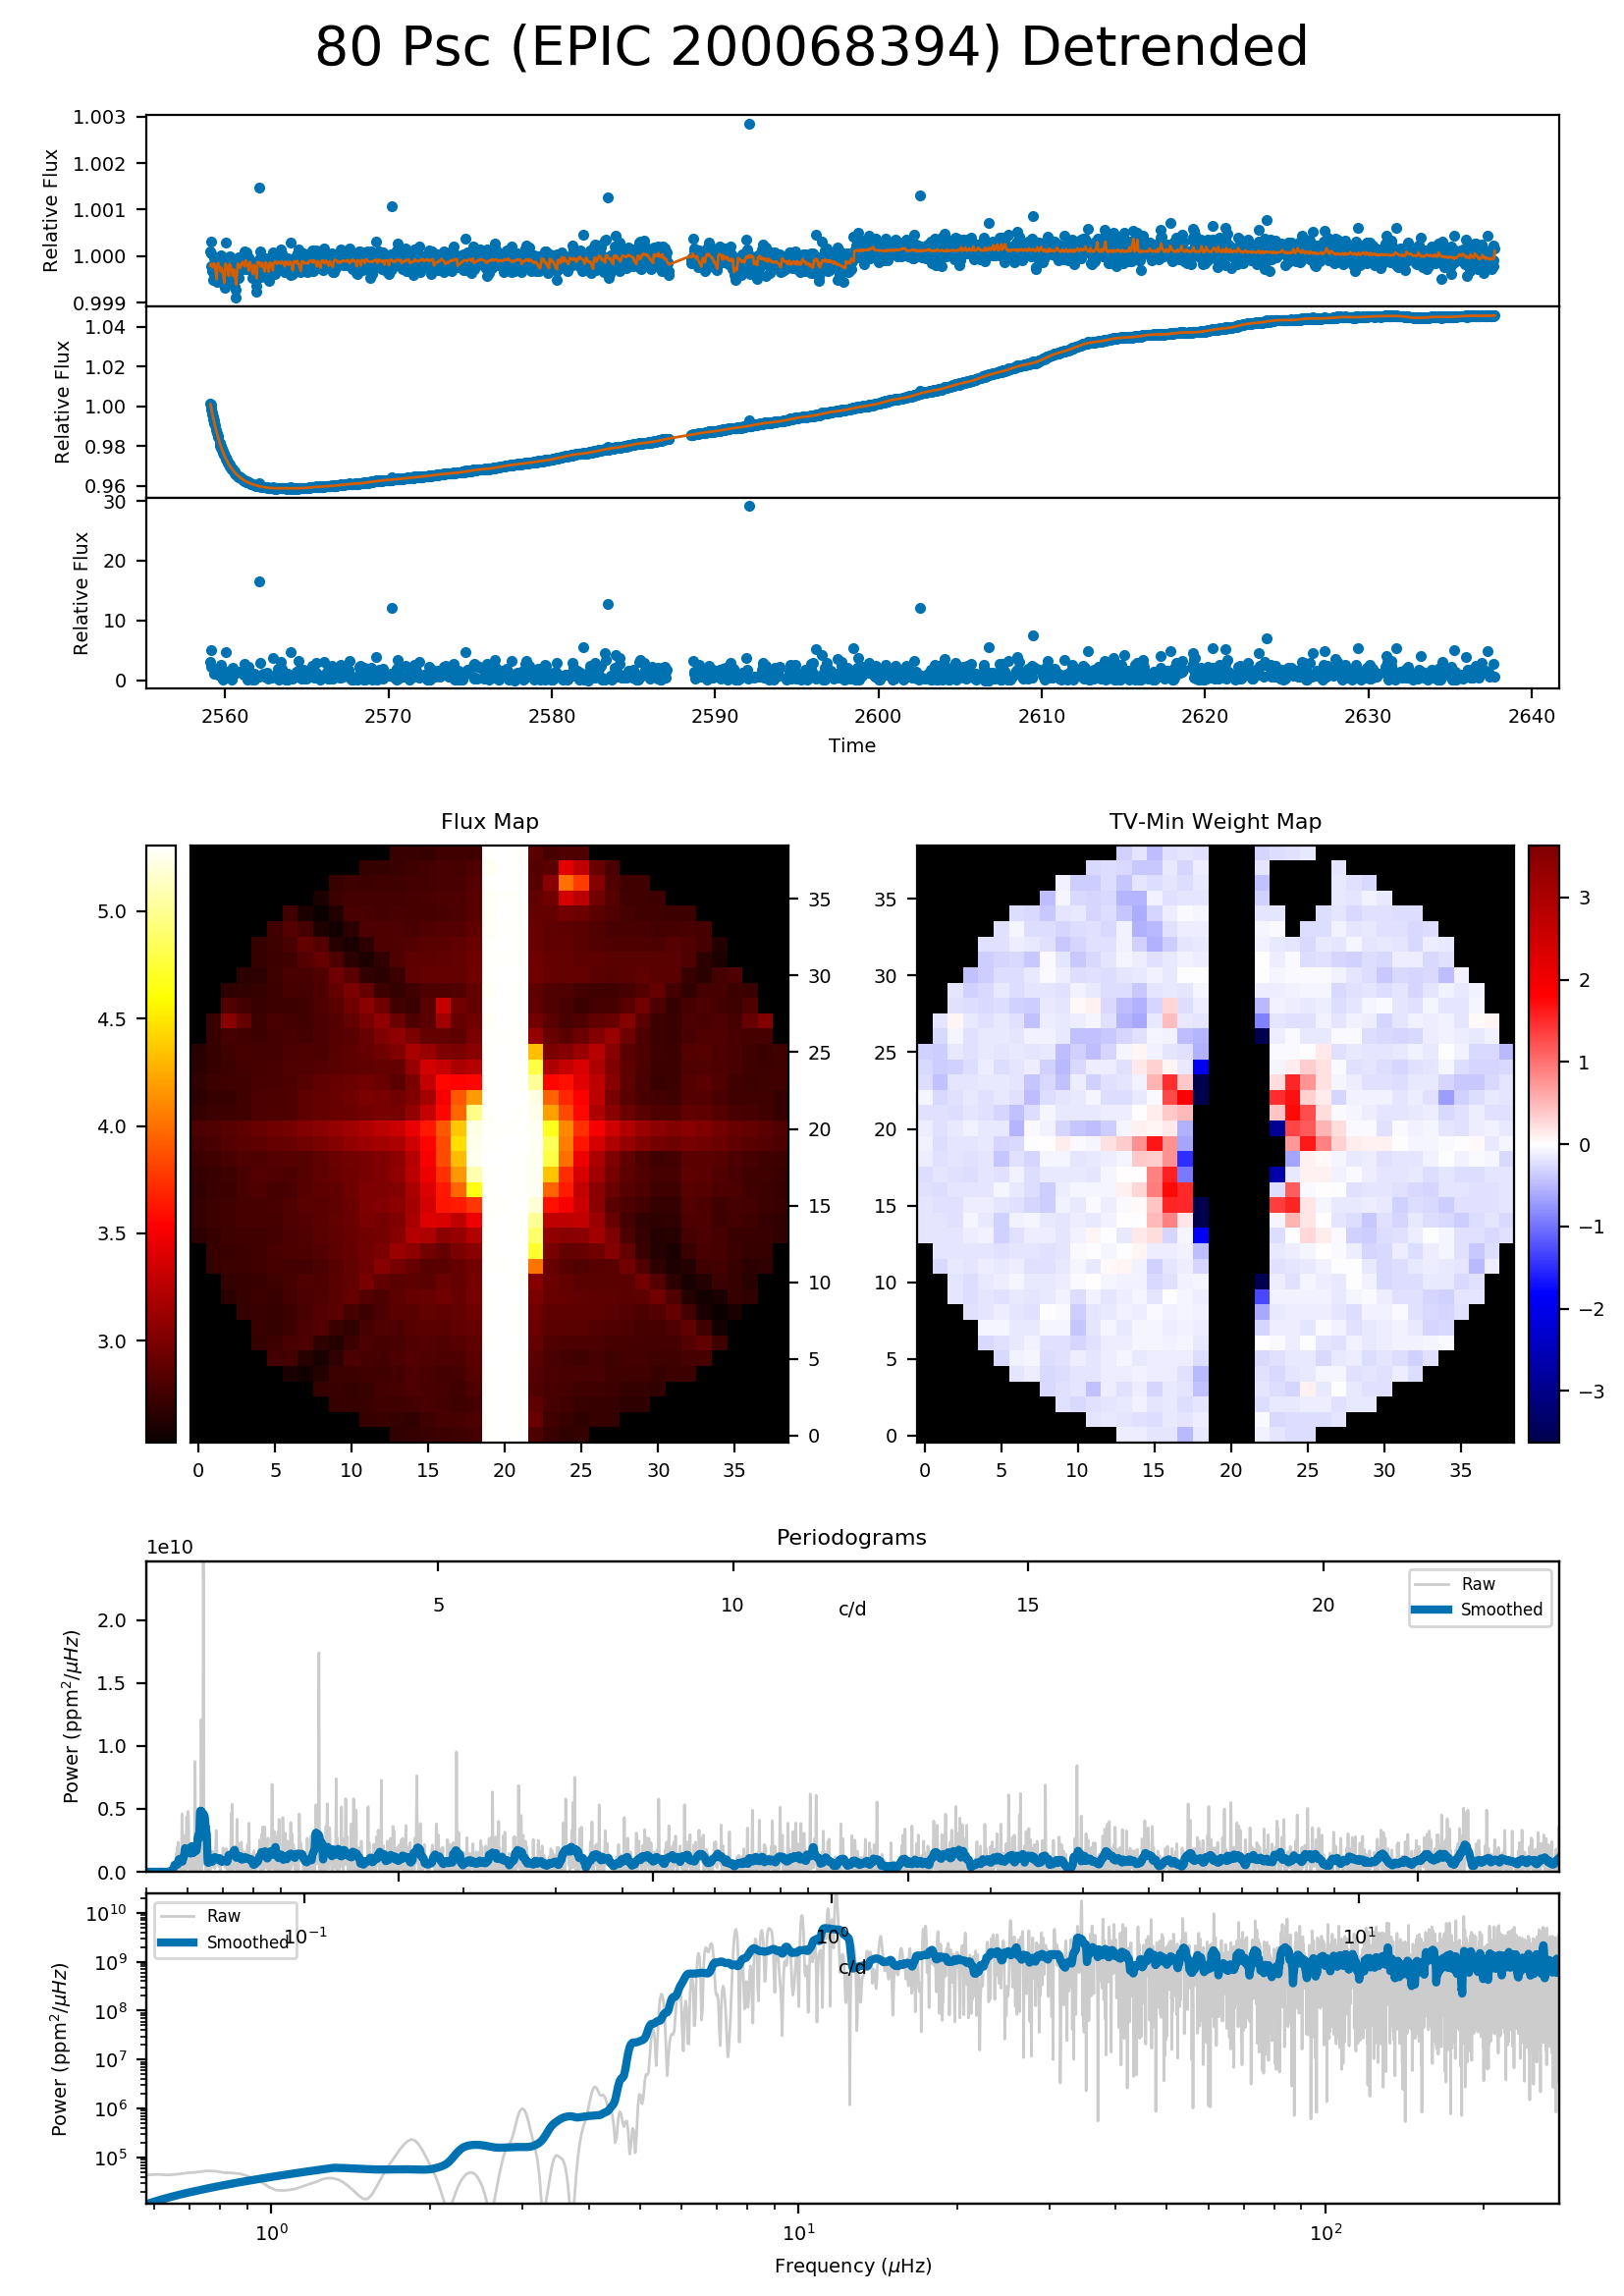 80 Psc (EPIC 200068394) Detrended
1.003
1.002
1.001
1.000
0.999
Relative Flux
1.04
1.02
1.00
0.98
0.96
Relative Flux
30
20
10
0
Relative Flux
2560 2570 2580 2590 2600 2610 2620 2630 2640
Time
Flux Map
5.0
4.5
4.0
3.5
3.0
35
30
25
20
15
10
5
0
0 5 10 15 20 25 30 35
TV-Min Weight Map
35
30
25
20
15
10
5
0
0 5 10 15 20 25 30 35
3
2
1
0
−1
−2
−3
Periodograms
1e10
2.0
1.5
1.0
0.5
0.0
Power (ppm²/μHz)
5 10 15 20
c/d
Raw
Smoothed
10¹⁰
10⁹
10⁸
10⁷
10⁶
10⁵
Power (ppm²/μHz)
Raw
Smoothed
10⁻¹ 10⁰ 10¹
c/d
10⁰ 10¹ 10²
Frequency (μHz)